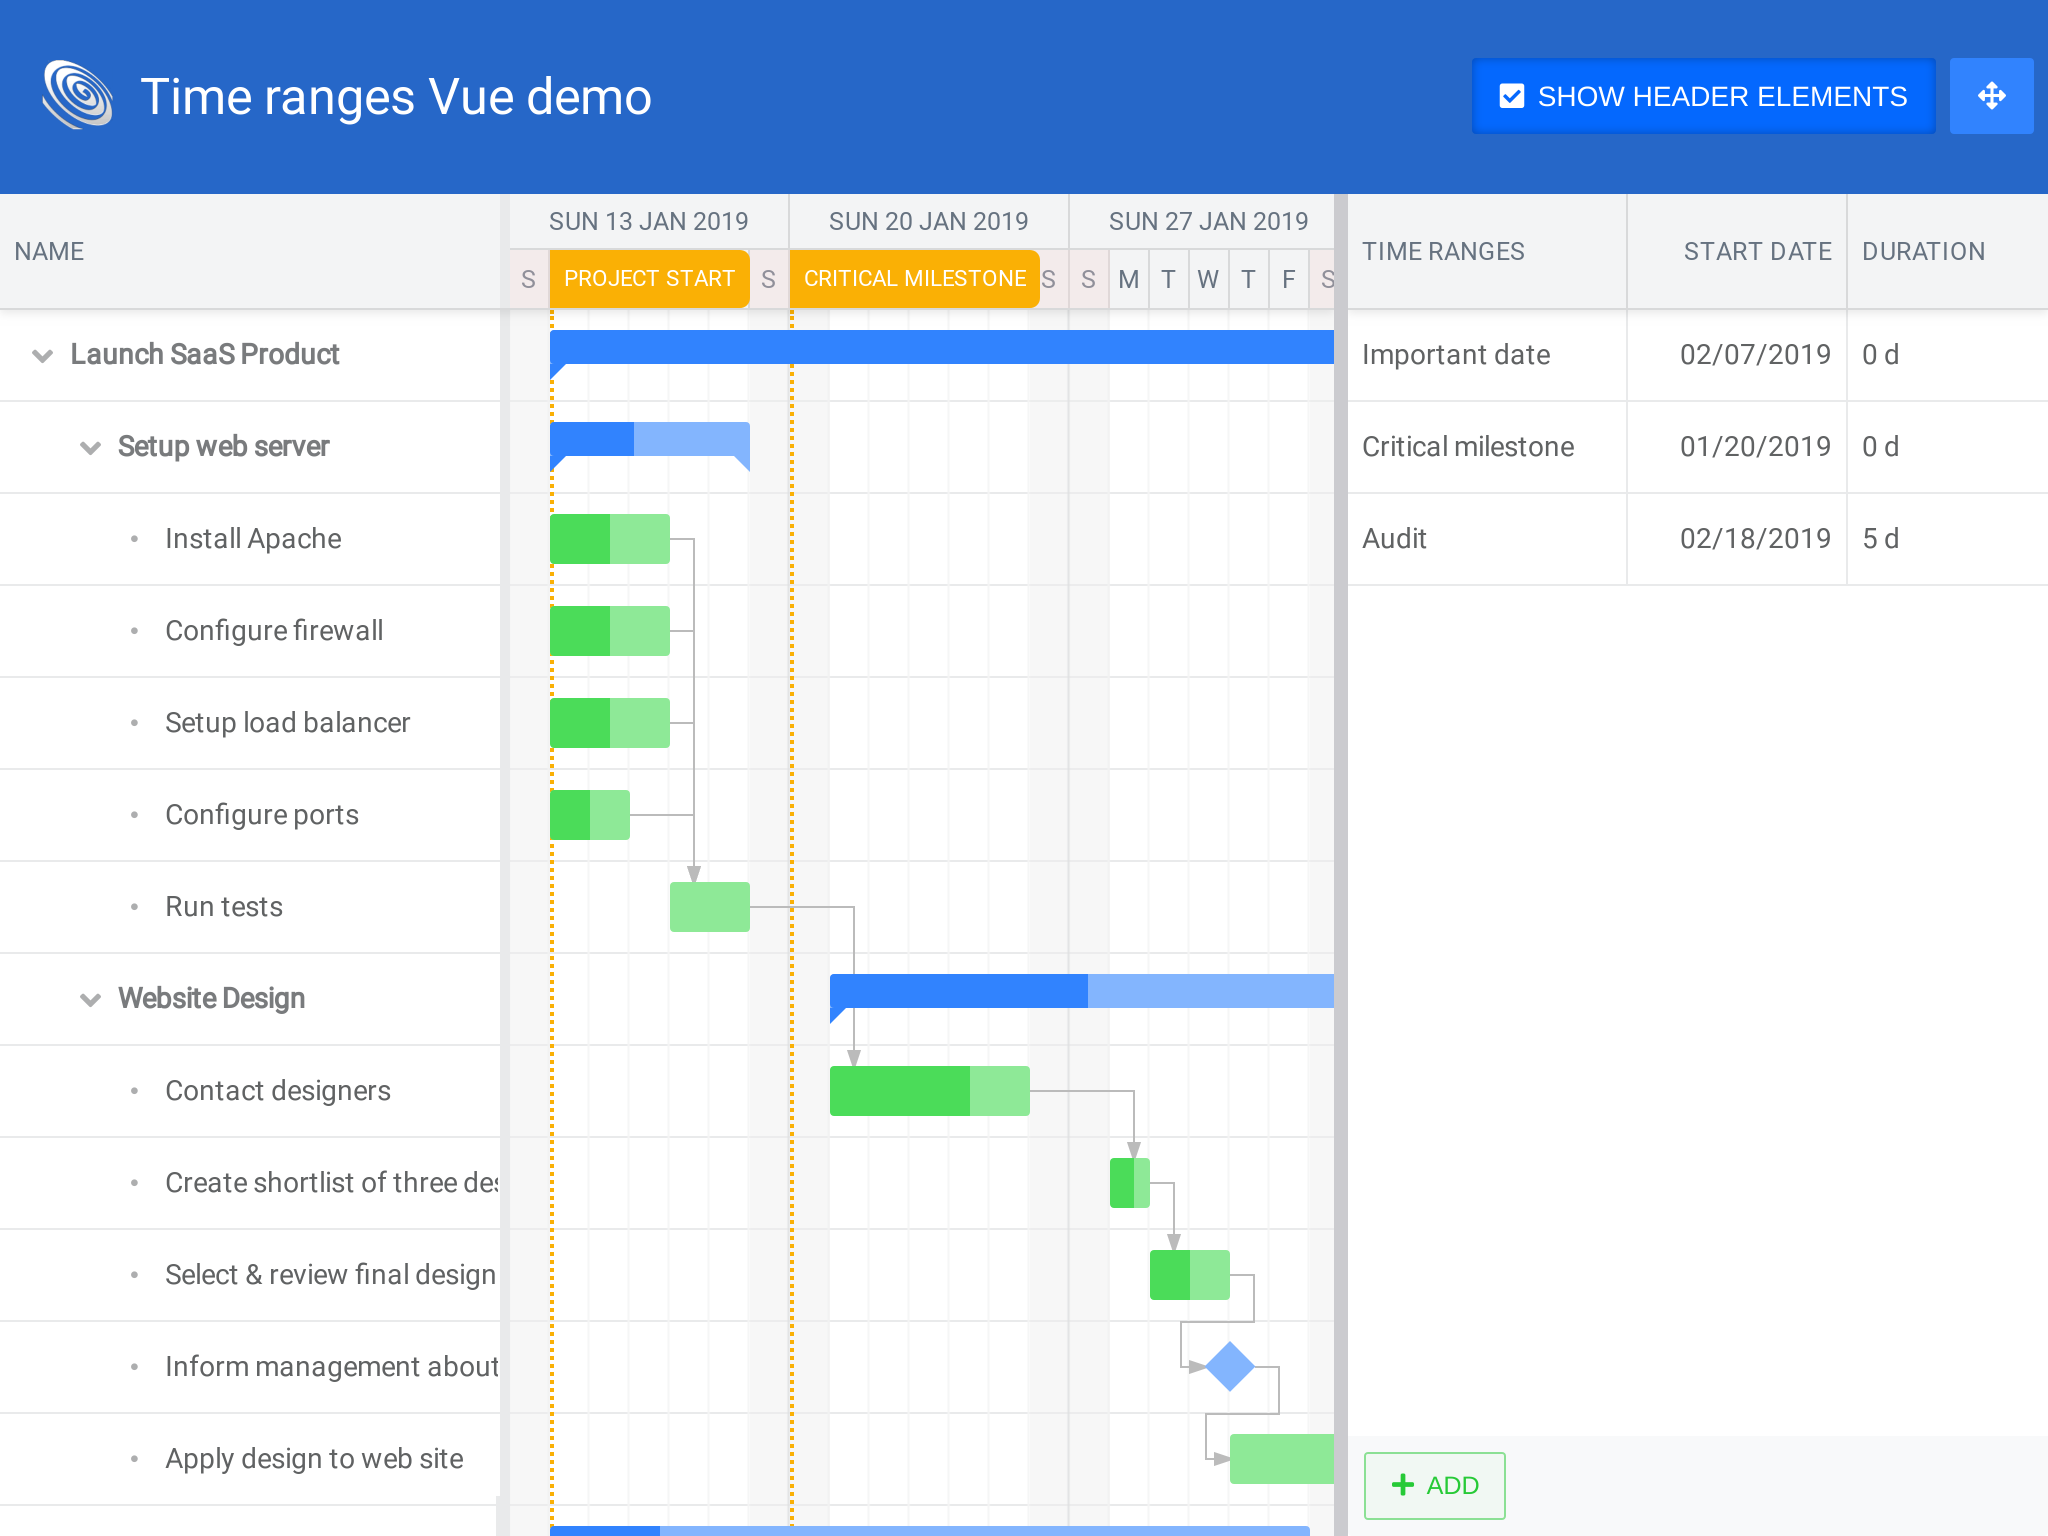 Time ranges Vue demo
SHOW HEADER ELEMENTS
NAME
SUN 13 JAN 2019
SUN 20 JAN 2019
SUN 27 JAN 2019
S
PROJECT START
S
CRITICAL MILESTONE
S
S
M
T
W
T
F
S
TIME RANGES
START DATE
DURATION
Launch SaaS Product
Important date
02/07/2019
0 d
Setup web server
Critical milestone
01/20/2019
0 d
Install Apache
Audit
02/18/2019
5 d
Configure firewall
Setup load balancer
Configure ports
Run tests
Website Design
Contact designers
Create shortlist of three des
Select & review final design
Inform management about
Apply design to web site
ADD